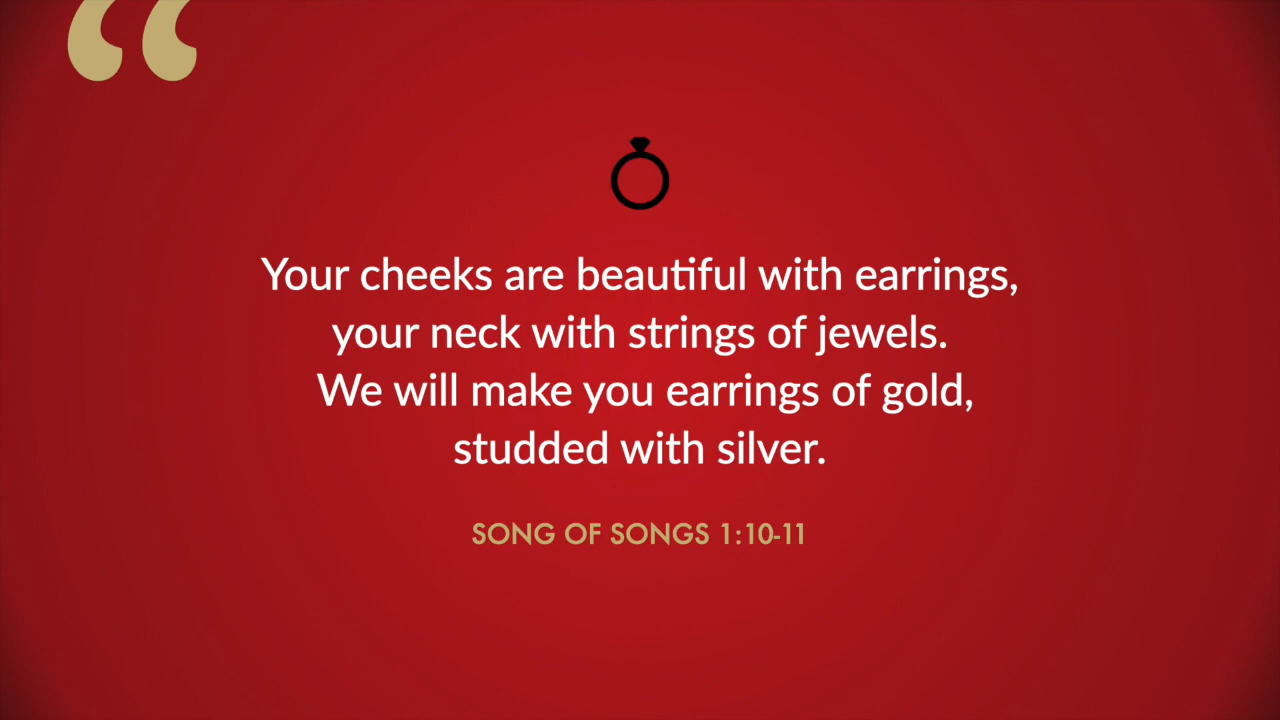 “
Your cheeks are beautiful with earrings,
your neck with strings of jewels.
We will make you earrings of gold,
studded with silver.
SONG OF SONGS 1:10-11